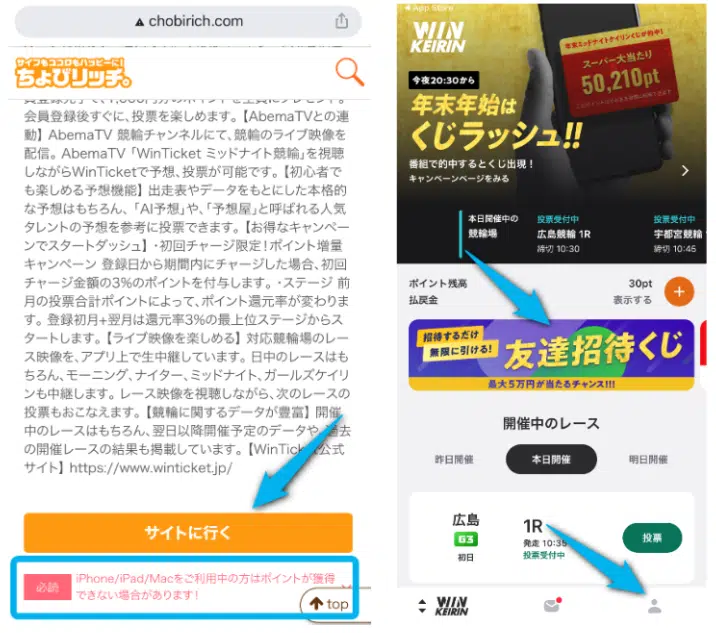 chobirich.com
サイフもココロもハッピーに!
ちょびリッチ。
会員登録後すぐに、投票を楽しめます。【AbemaTVとの連
動】 AbemaTV 競輪チャンネルにて、競輪のライブ映像を
配信。 AbemaTV 「WinTicket ミッドナイト競輪」を視聴
しながらWinTicketで予想、投票が可能です。【初心者で
も楽しめる予想機能】 出走表やデータをもとにした本格的
な予想はもちろん、「AI予想」や、「予想屋」と呼ばれる人気
タレントの予想を参考に投票できます。【お得なキャンペー
ンでスタートダッシュ】 ・初回チャージ限定!ポイント増量
キャンペーン 登録日から期間内にチャージした場合、初回
チャージ金額の3%のポイントを付与します。 ・ステージ 前
月の投票合計ポイントによって、ポイント還元率が変わりま
す。 登録初月+翌月は還元率3%の最上位ステージからス
タートします。【ライブ映像を楽しめる】 対応競輪場のレー
ス映像を、アプリ上で生中継しています。 日中のレースはも
ちろん、モーニング、ナイター、ミッドナイト、ガールズケイリ
ンも中継します。 レース映像を視聴しながら、次のレースの
投票もおこなえます。【競輪に関するデータが豊富】 開催
中のレースはもちろん、翌日以降開催予定のデータや、過去
の開催レースの結果も掲載しています。【WinTicket公式
サイト】 https://www.winticket.jp/
サイトに行く
必読
iPhone/iPad/Macをご利用中の方はポイントが獲得
できない場合があります!
top
App Store
WIN
KEIRIN
スーパー大当たり
50,210pt
今夜20:30から
年末年始は
くじラッシュ!!
番組で的中するとくじ出現!
キャンペーンページをみる
本日開催中の
競輪場
投票受付中
広島競輪 1R
締切 10:30
投票受付中
宇都宮競輪
締切 10:45
ポイント残高
30pt
払戻金
表示する
招待するだけ
無限に引ける!
友達招待くじ
最大5万円が当たるチャンス!!!
開催中のレース
昨日開催
本日開催
明日開催
広島
G3
初日
1R
発走 10:35
投票受付中
投票
WIN
KEIRIN